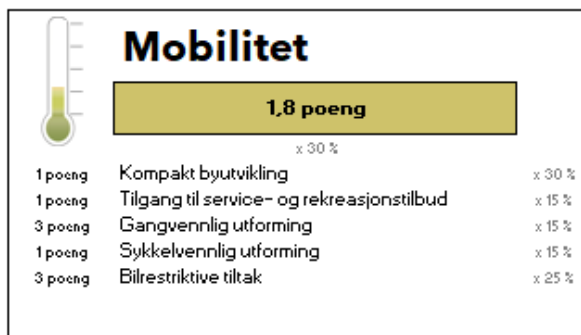 Mobilitet
1,8 poeng
x 30 %
1 poeng Kompakt byutvikling x 30 %
1 poeng Tilgang til service- og rekreasjonstilbud x 15 %
3 poeng Gangvennlig utforming x 15 %
1 poeng Sykkelvennlig utforming x 15 %
3 poeng Bilrestriktive tiltak x 25 %